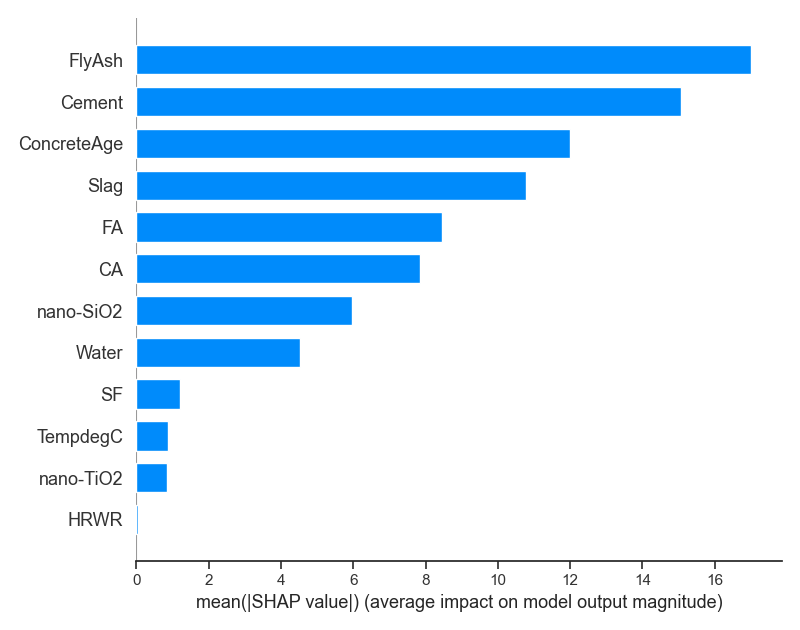 FlyAsh
Cement
ConcreteAge
Slag
FA
CA
nano-SiO2
Water
SF
TempdegC
nano-TiO2
HRWR
0 2 4 6 8 10 12 14 16
mean(|SHAP value|) (average impact on model output magnitude)